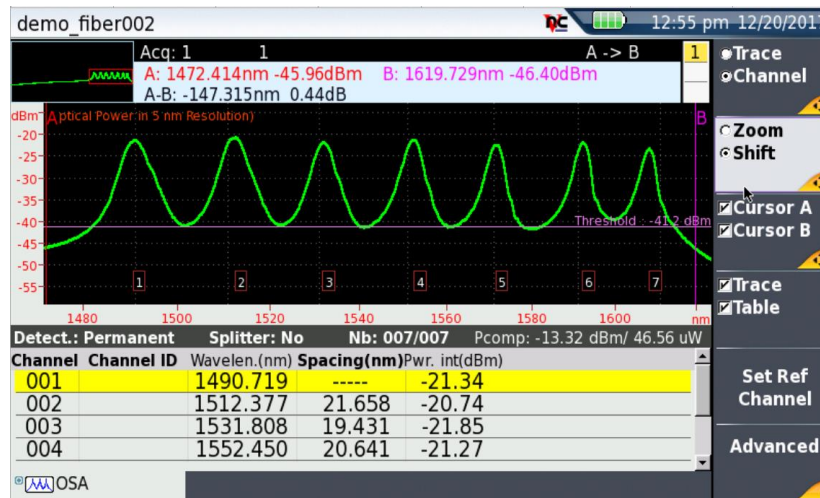 demo_fiber002
12:55 pm 12/20/201
Acq: 1 1 A -> B 1
A: 1472.414nm -45.96dBm B: 1619.729nm -46.40dBm
A-B: -147.315nm 0.44dB
Trace
Channel
dBm A ptical Power in 5 nm Resolution) B
-20
-25
-30
-35
-40
-45
-50
-55
Threshold : -41.2 dBm
1 2 3 4 5 6 7
1480 1500 1520 1540 1560 1580 1600 nm
Zoom
Shift
Cursor A
Cursor B
Trace
Table
Detect.: Permanent Splitter: No Nb: 007/007 Pcomp: -13.32 dBm/ 46.56 uW
Channel Channel ID Wavelen.(nm) Spacing(nm) Pwr. int(dBm)
001 1490.719 ----- -21.34
002 1512.377 21.658 -20.74
003 1531.808 19.431 -21.85
004 1552.450 20.641 -21.27
Set Ref
Channel
Advanced
OSA